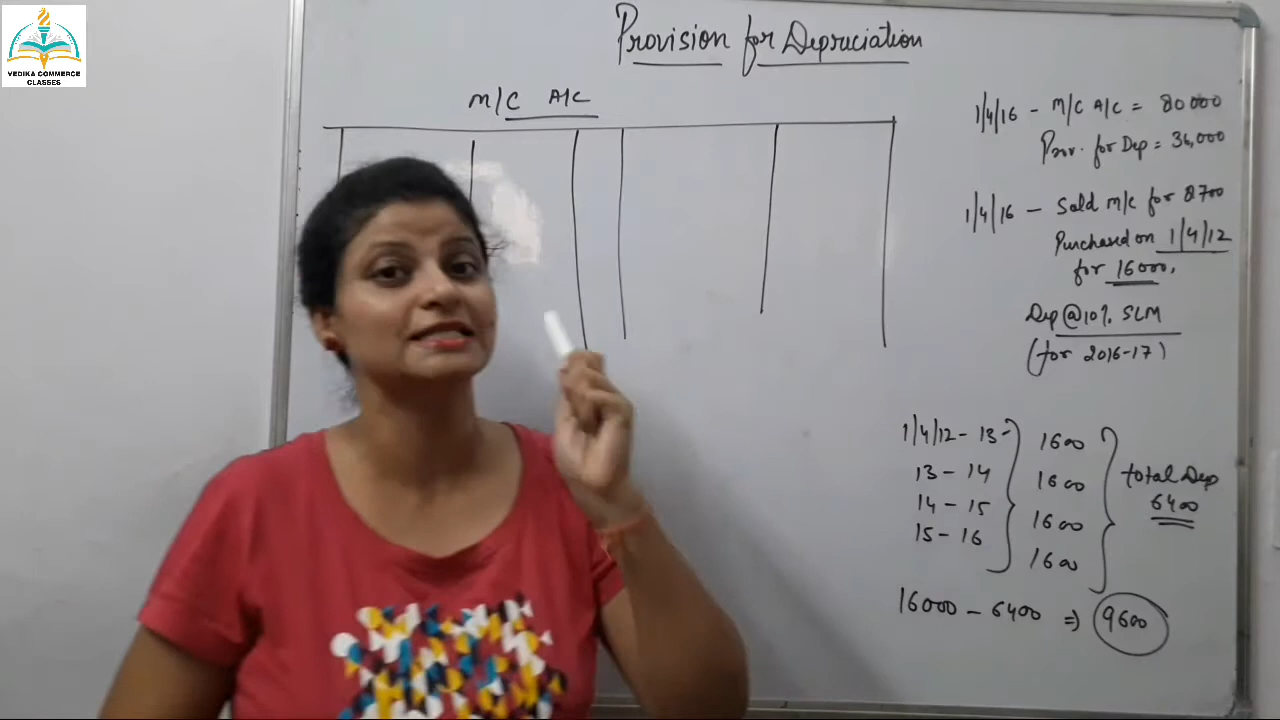 VEDIKA COMMERCE
CLASSES
Provision for Depreciation
M/C A/C
1/4/16 - M/C A/C = 80000
Prov. for Dep = 36,000
1/4/16 - Sold m/c for 8700
Purchased on 1/4/12
for 16000.
Dep @10% SLM
(for 2016-17)
1/4/12 - 13 - 1600
13 - 14 1600
14 - 15 1600
15 - 16 1600
total Dep
6400
16000 - 6400 ⇒ 9600